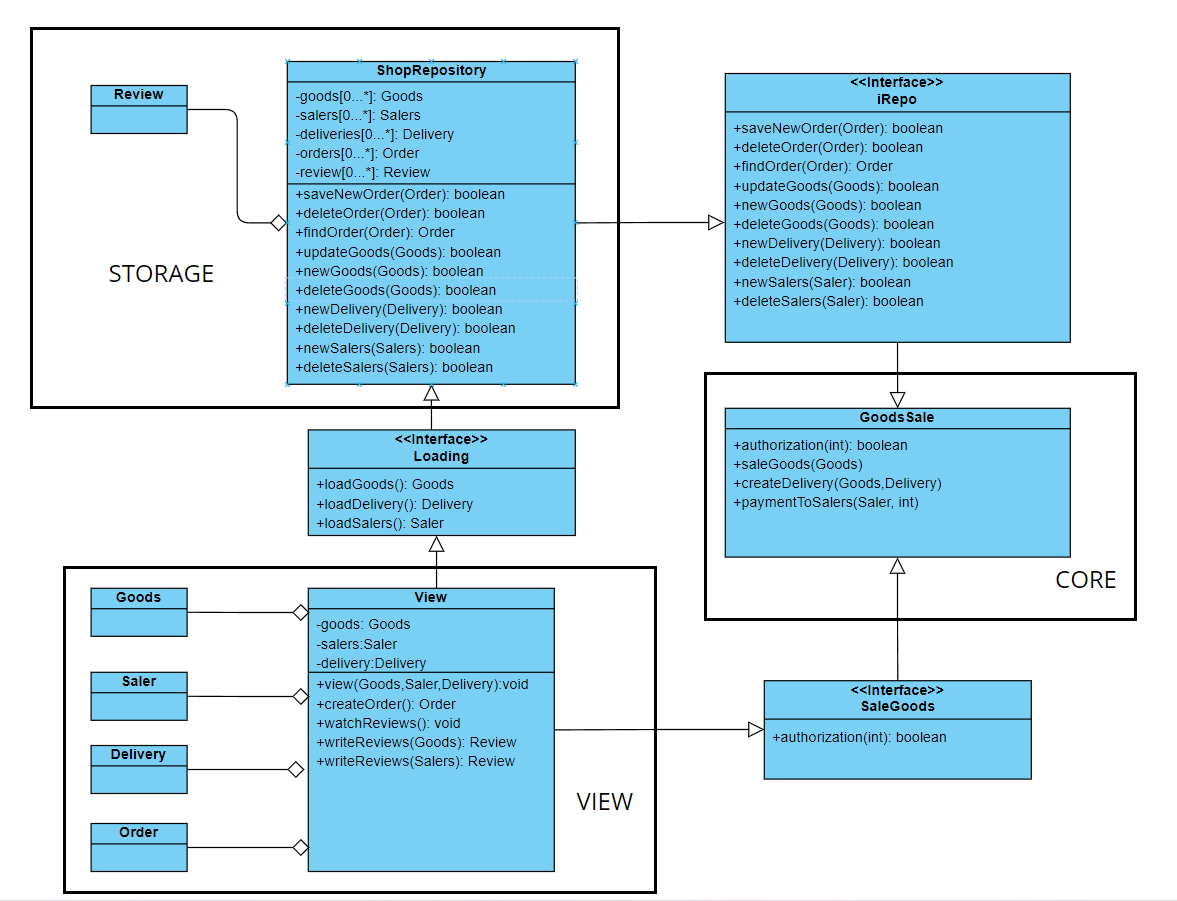 Review
STORAGE
ShopRepository
-goods[0...*]: Goods
-salers[0...*]: Salers
-deliveries[0...*]: Delivery
-orders[0...*]: Order
-review[0...*]: Review
+saveNewOrder(Order): boolean
+deleteOrder(Order): boolean
+findOrder(Order): Order
+updateGoods(Goods): boolean
+newGoods(Goods): boolean
+deleteGoods(Goods): boolean
+newDelivery(Delivery): boolean
+deleteDelivery(Delivery): boolean
+newSalers(Salers): boolean
+deleteSalers(Salers): boolean
<<Interface>>
iRepo
+saveNewOrder(Order): boolean
+deleteOrder(Order): boolean
+findOrder(Order): Order
+updateGoods(Goods): boolean
+newGoods(Goods): boolean
+deleteGoods(Goods): boolean
+newDelivery(Delivery): boolean
+deleteDelivery(Delivery): boolean
+newSalers(Saler): boolean
+deleteSalers(Saler): boolean
<<Interface>>
Loading
+loadGoods(): Goods
+loadDelivery(): Delivery
+loadSalers(): Saler
GoodsSale
+authorization(int): boolean
+saleGoods(Goods)
+createDelivery(Goods,Delivery)
+paymentToSalers(Saler, int)
CORE
Goods
Saler
Delivery
Order
View
-goods: Goods
-salers:Saler
-delivery:Delivery
+view(Goods,Saler,Delivery):void
+createOrder(): Order
+watchReviews(): void
+writeReviews(Goods): Review
+writeReviews(Salers): Review
VIEW
<<Interface>>
SaleGoods
+authorization(int): boolean